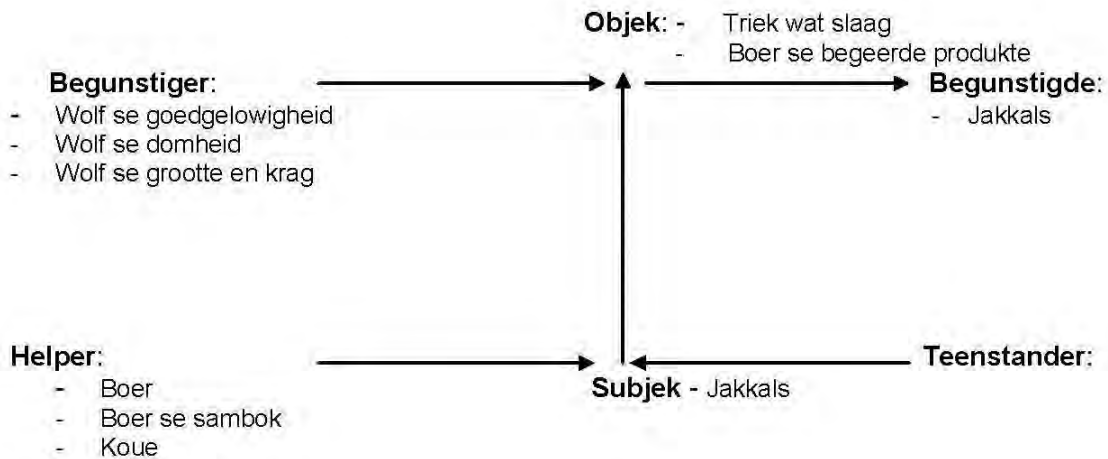 Objek: - Triek wat slaag
- Boer se begeerde produkte
Begunstiger:
- Wolf se goedgelowigheid
- Wolf se domheid
- Wolf se grootte en krag
Begunstigde:
- Jakkals
Helper:
- Boer
- Boer se sambok
- Koue
Subjek - Jakkals
Teenstander: